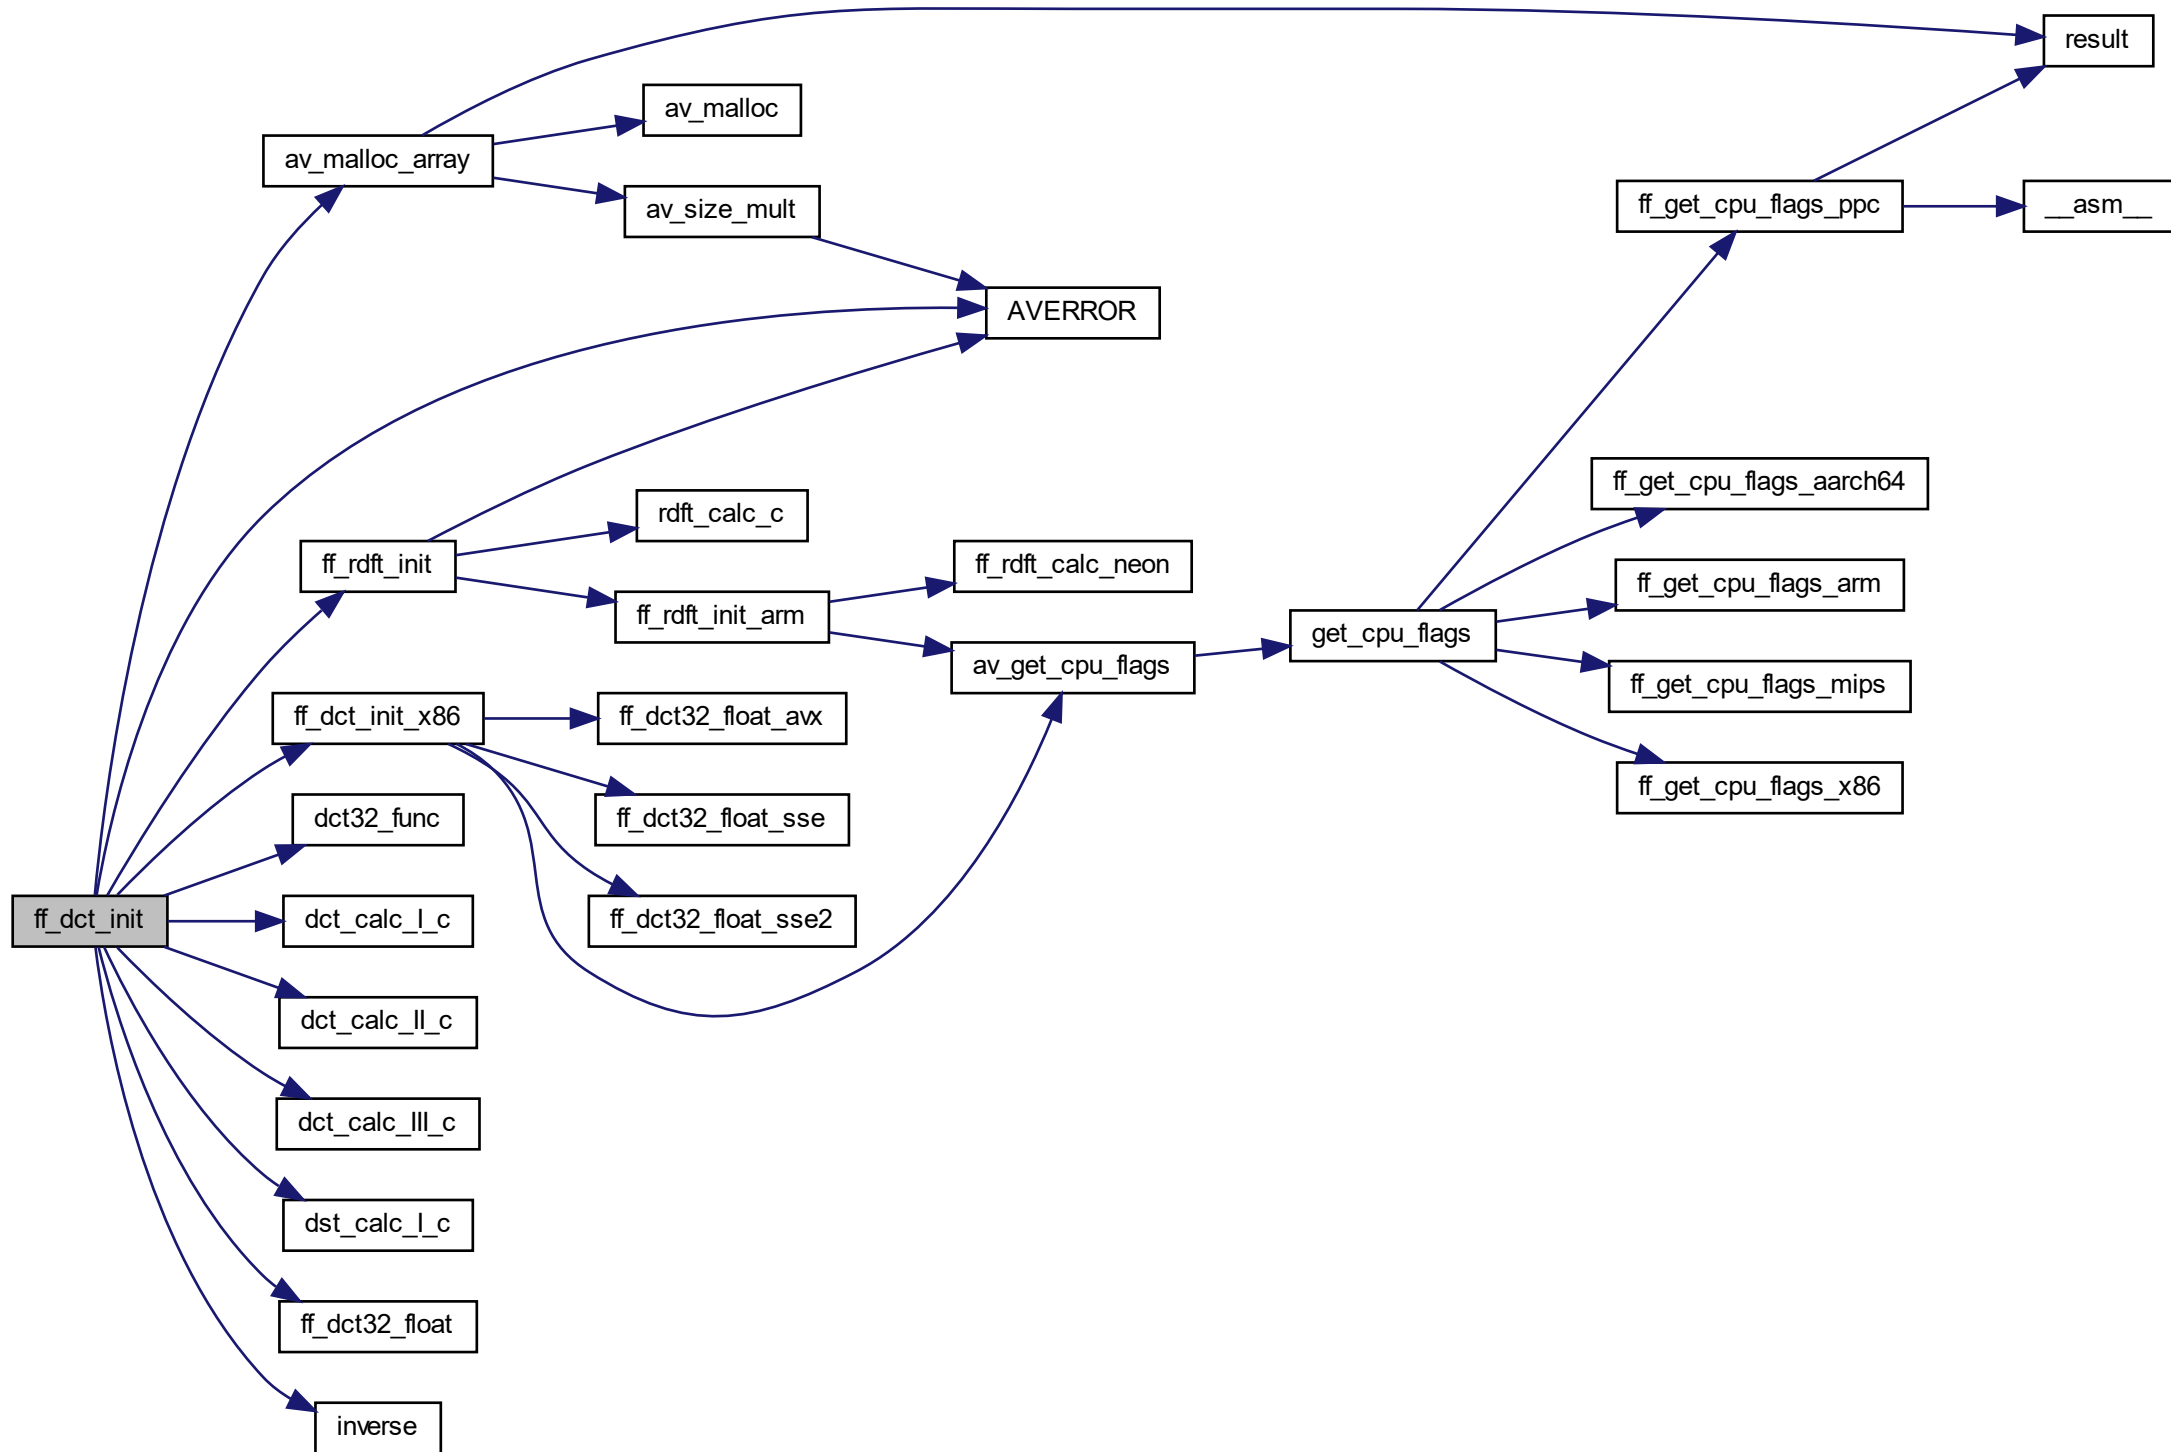 result
av_malloc
av_malloc_array
av_size_mult
ff_get_cpu_flags_ppc
__asm__
AVERROR
ff_get_cpu_flags_aarch64
rdft_calc_c
ff_rdft_init
ff_rdft_calc_neon
ff_get_cpu_flags_arm
ff_rdft_init_arm
get_cpu_flags
av_get_cpu_flags
ff_get_cpu_flags_mips
ff_dct_init_x86
ff_dct32_float_avx
ff_get_cpu_flags_x86
dct32_func
ff_dct32_float_sse
ff_dct_init
dct_calc_I_c
ff_dct32_float_sse2
dct_calc_II_c
dct_calc_III_c
dst_calc_I_c
ff_dct32_float
inverse